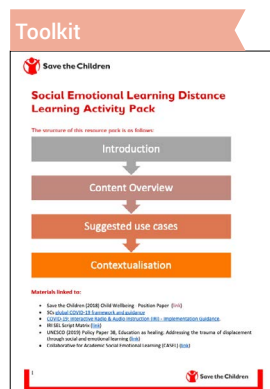 Toolkit
Save the Children
Social Emotional Learning Distance
Learning Activity Pack
The structure of this resource pack is as follows:
Introduction
Content Overview
Suggested use cases
Contextualisation
Materials linked to:
• Save the Children (2018) Child Wellbeing Position Paper (link)
• SCs global COVID-19 framework and guidance
• COVID-19: Interactive Radio & Audio Instruction (IRI) - Implementation Guidance.
• IRI SEL Script Matrix (link)
• UNESCO (2019) Policy Paper 38, Education as healing: Addressing the trauma of displacement
through social and emotional learning (link)
• Collaborative for Academic Social Emotional Learning (CASEL) (link)
1
Save the Children